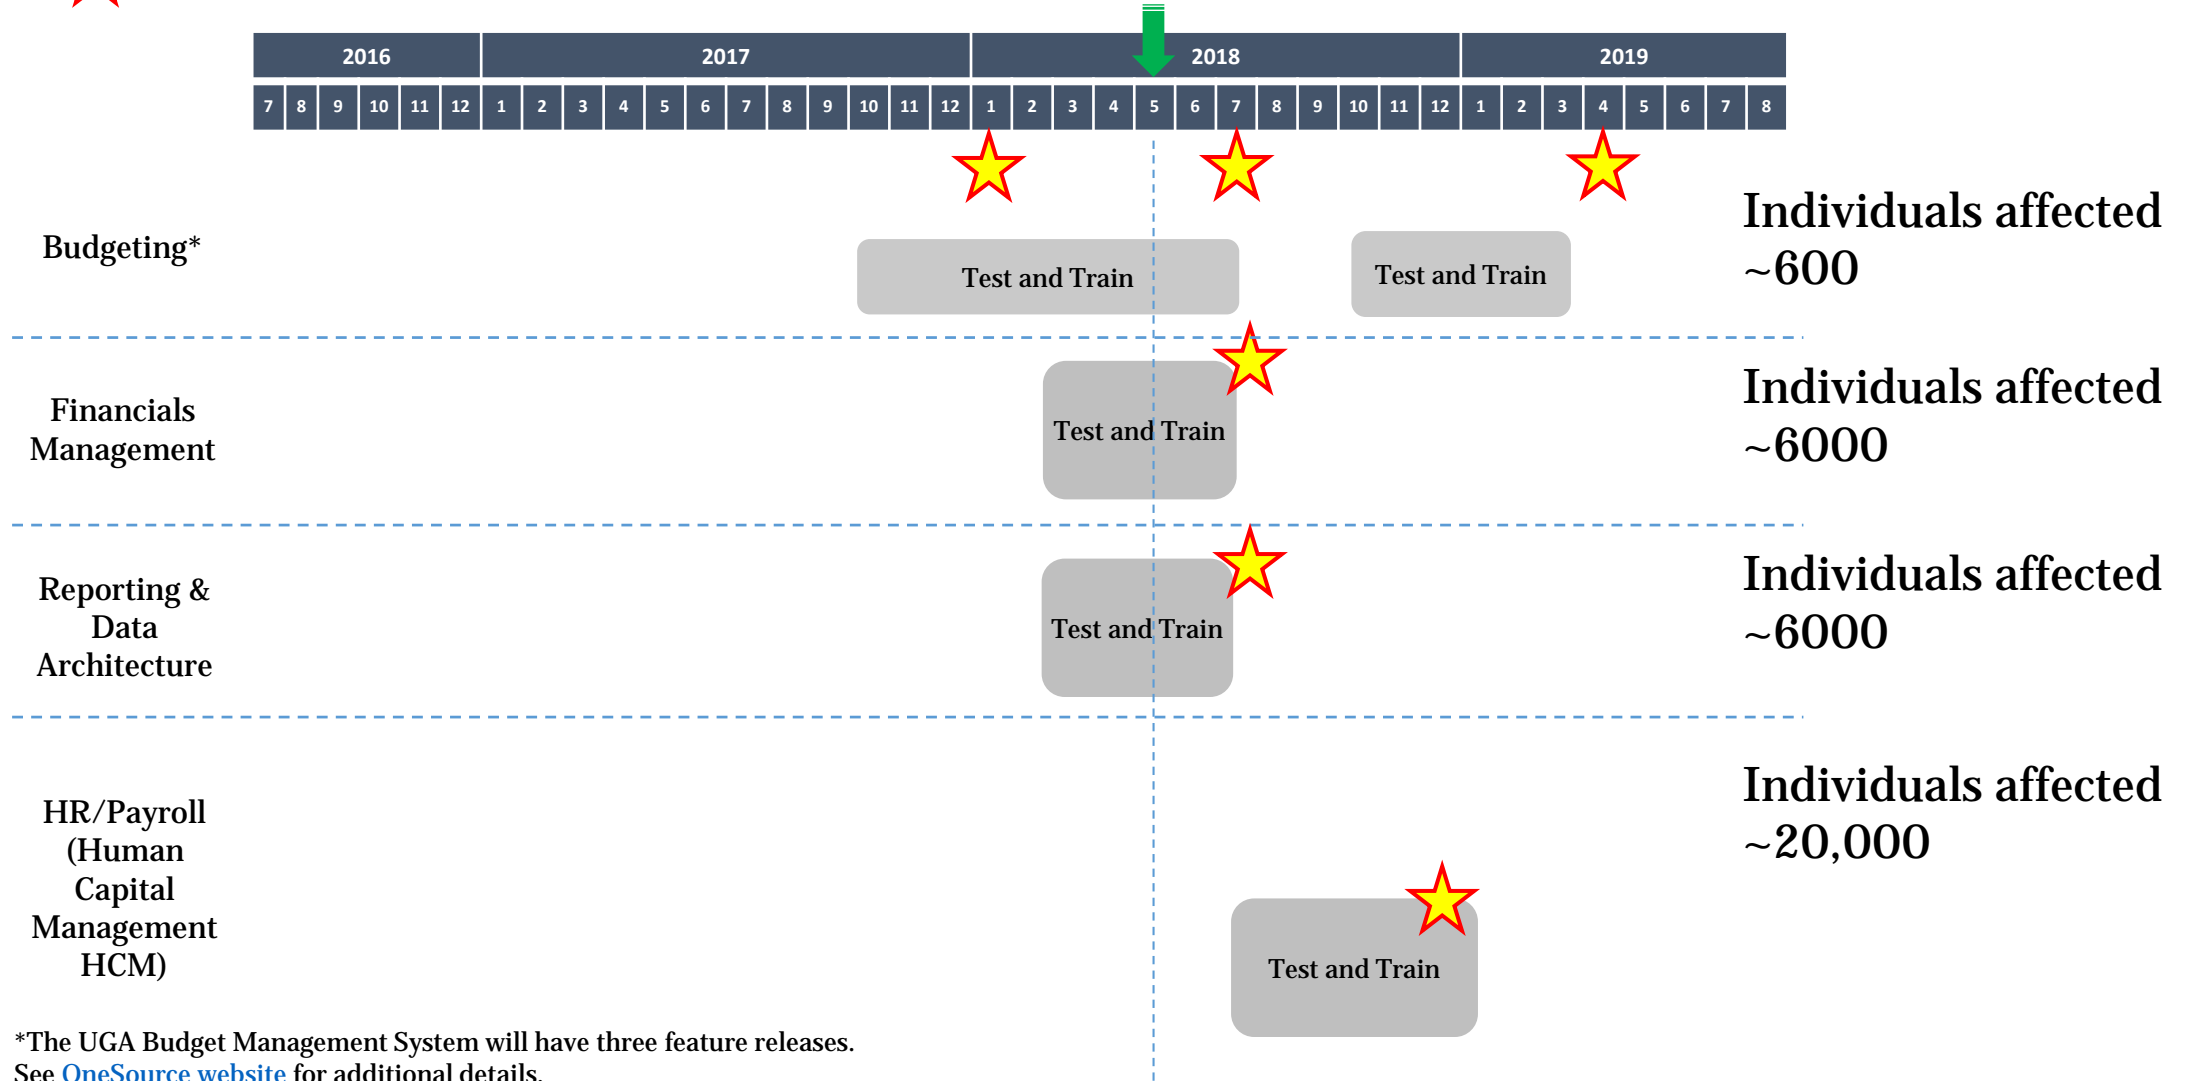 2016 2017 2018 2019
7 8 9 10 11 12 1 2 3 4 5 6 7 8 9 10 11 12 1 2 3 4 5 6 7 8 9 10 11 12 1 2 3 4 5 6 7 8
Budgeting*
Test and Train
Test and Train
Individuals affected
~600
Financials
Management
Test and Train
Individuals affected
~6000
Reporting &
Data
Architecture
Test and Train
Individuals affected
~6000
HR/Payroll
(Human
Capital
Management
HCM)
Test and Train
Individuals affected
~20,000
*The UGA Budget Management System will have three feature releases.
See OneSource website for additional details.